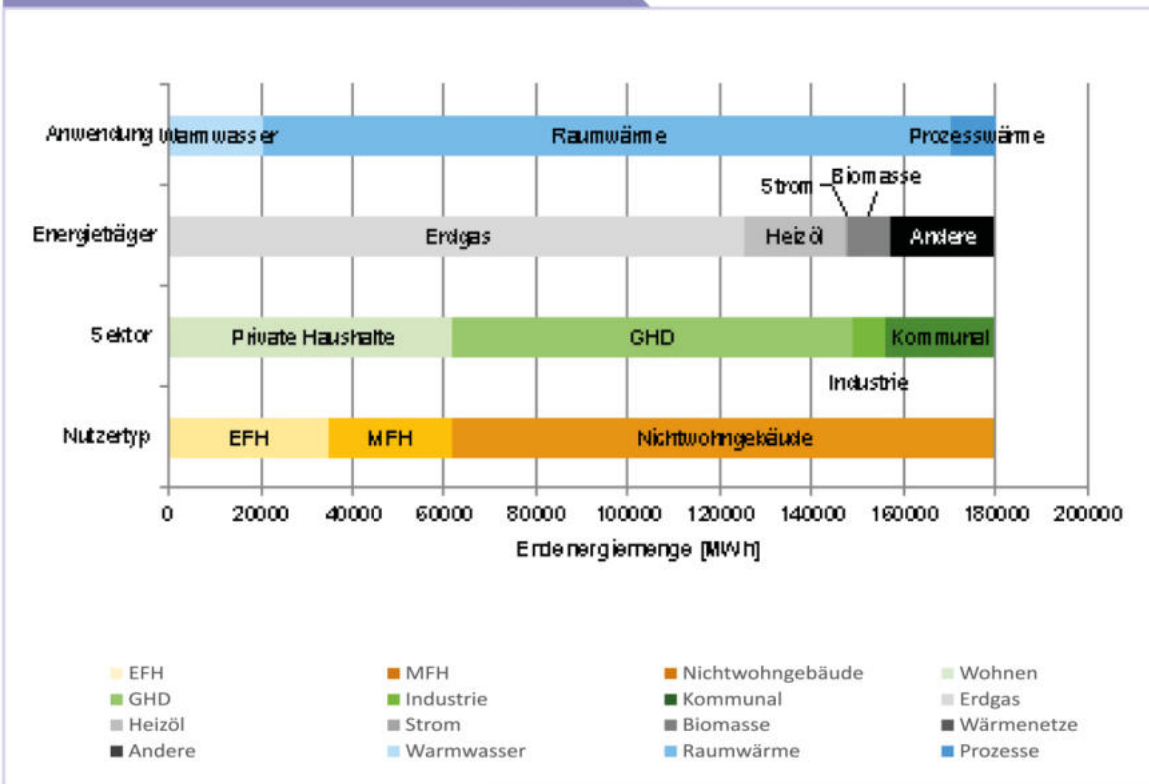 Anwendung Warmwasser Raumwärme Prozesswärme
Strom Biomasse
Energieträger Erdgas Heizöl Andere
Sektor Private Haushalte GHD Kommunal
Industrie
Nutzertyp EFH MFH Nichtwohngebäude
0 20000 40000 60000 80000 100000 120000 140000 160000 180000 200000
Endenergiemenge [MWh]
EFH MFH Nichtwohngebäude Wohnen
GHD Industrie Kommunal Erdgas
Heizöl Strom Biomasse Wärmenetze
Andere Warmwasser Raumwärme Prozesse